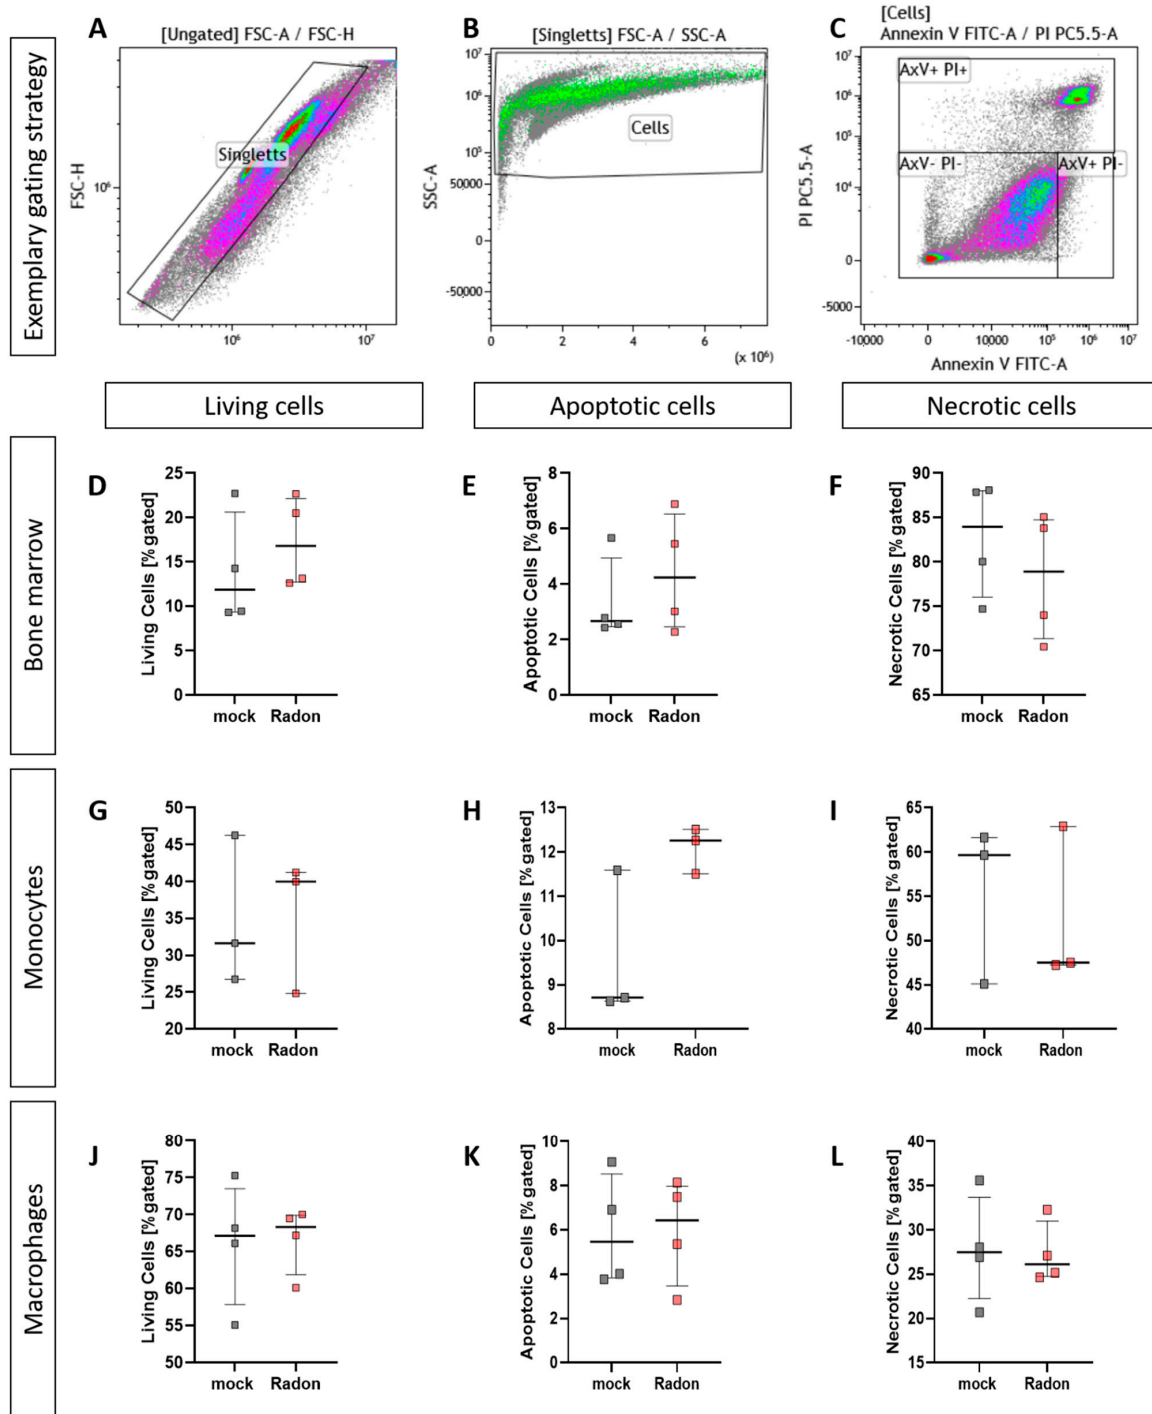 Exemplary gating strategy
A
[Ungated] FSC-A / FSC-H
FSC-H
10⁶
Singletts
10⁶
10⁷
B
[Singletts] FSC-A / SSC-A
SSC-A
10⁷
10⁶
10⁵
50000
0
-50000
Cells
0
2
4
6
(x 10⁶)
C
[Cells]
Annexin V FITC-A / PI PC5.5-A
PI PC5.5-A
10⁷
10⁶
10⁵
10⁴
0
-5000
AxV+ PI+
AxV- PI-
AxV+ PI-
-10000
0
10000
10⁵
10⁶
10⁷
Annexin V FITC-A
Living cells
Apoptotic cells
Necrotic cells
Bone marrow
D
Living Cells [% gated]
25
20
15
10
5
0
mock
Radon
E
Apoptotic Cells [% gated]
8
6
4
2
0
mock
Radon
F
Necrotic Cells [% gated]
90
85
80
75
70
65
mock
Radon
Monocytes
G
Living Cells [% gated]
50
45
40
35
30
25
20
mock
Radon
H
Apoptotic Cells [% gated]
13
12
11
10
9
8
mock
Radon
I
Necrotic Cells [% gated]
65
60
55
50
45
40
mock
Radon
Macrophages
J
Living Cells [% gated]
80
75
70
65
60
55
50
mock
Radon
K
Apoptotic Cells [% gated]
10
8
6
4
2
0
mock
Radon
L
Necrotic Cells [% gated]
40
35
30
25
20
15
mock
Radon